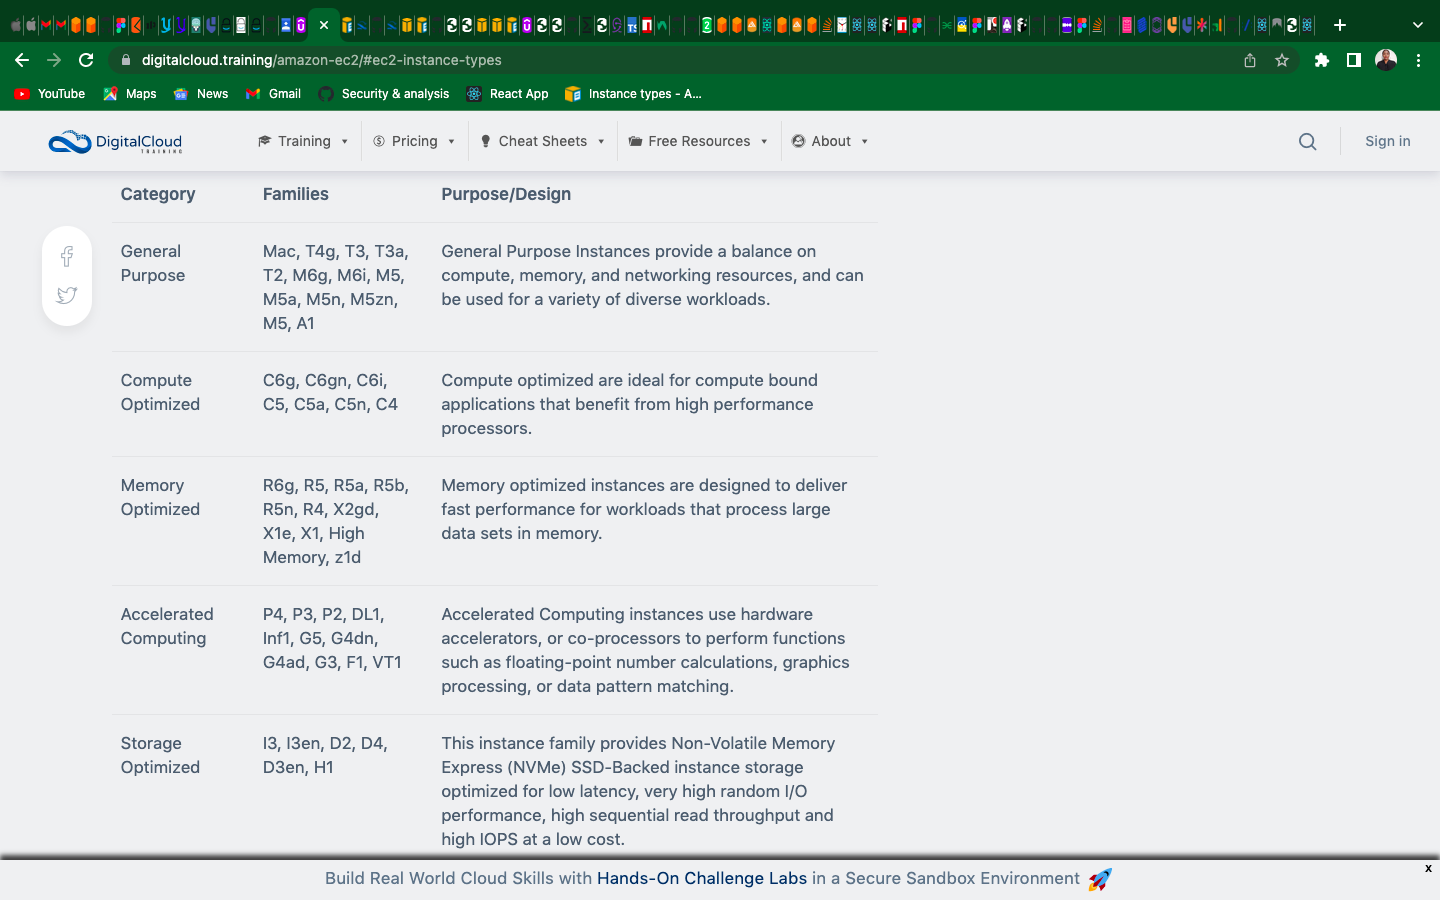 digitalcloud.training/amazon-ec2/#ec2-instance-types
YouTube Maps News Gmail Security & analysis React App Instance types - A...
DigitalCloud
TRAINING
Training Pricing Cheat Sheets Free Resources About Sign in
Category Families Purpose/Design
General Mac, T4g, T3, T3a, General Purpose Instances provide a balance on
Purpose T2, M6g, M6i, M5, compute, memory, and networking resources, and can
M5a, M5n, M5zn, be used for a variety of diverse workloads.
M5, A1
Compute C6g, C6gn, C6i, Compute optimized are ideal for compute bound
Optimized C5, C5a, C5n, C4 applications that benefit from high performance
processors.
Memory R6g, R5, R5a, R5b, Memory optimized instances are designed to deliver
Optimized R5n, R4, X2gd, fast performance for workloads that process large
X1e, X1, High data sets in memory.
Memory, z1d
Accelerated P4, P3, P2, DL1, Accelerated Computing instances use hardware
Computing Inf1, G5, G4dn, accelerators, or co-processors to perform functions
G4ad, G3, F1, VT1 such as floating-point number calculations, graphics
processing, or data pattern matching.
Storage I3, I3en, D2, D4, This instance family provides Non-Volatile Memory
Optimized D3en, H1 Express (NVMe) SSD-Backed instance storage
optimized for low latency, very high random I/O
performance, high sequential read throughput and
high IOPS at a low cost.
x
Build Real World Cloud Skills with Hands-On Challenge Labs in a Secure Sandbox Environment